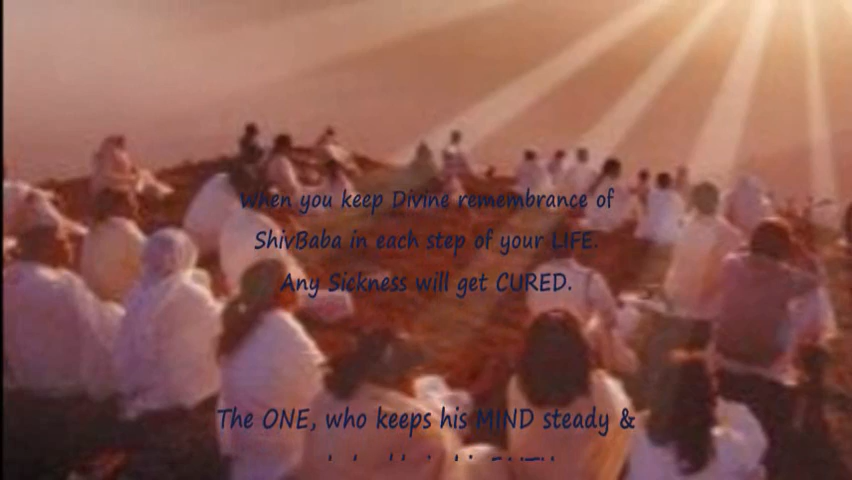 When you keep Divine remembrance of
ShivBaba in each step of your LIFE.
Any Sickness will get CURED.
The ONE, who keeps his MIND steady &